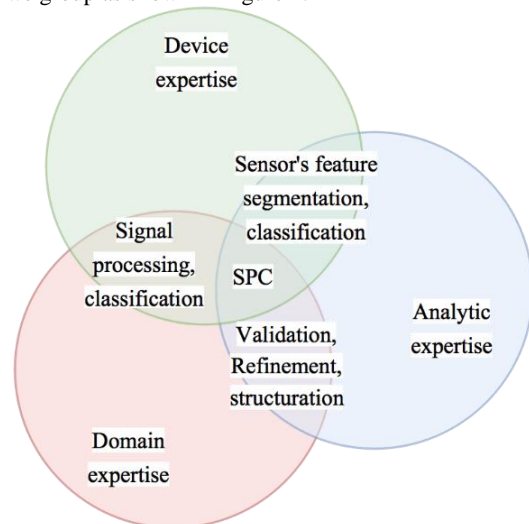 Device
expertise
Sensor's feature
segmentation,
classification
Signal
processing,
classification
SPC
Analytic
expertise
Validation,
Refinement,
structuration
Domain
expertise